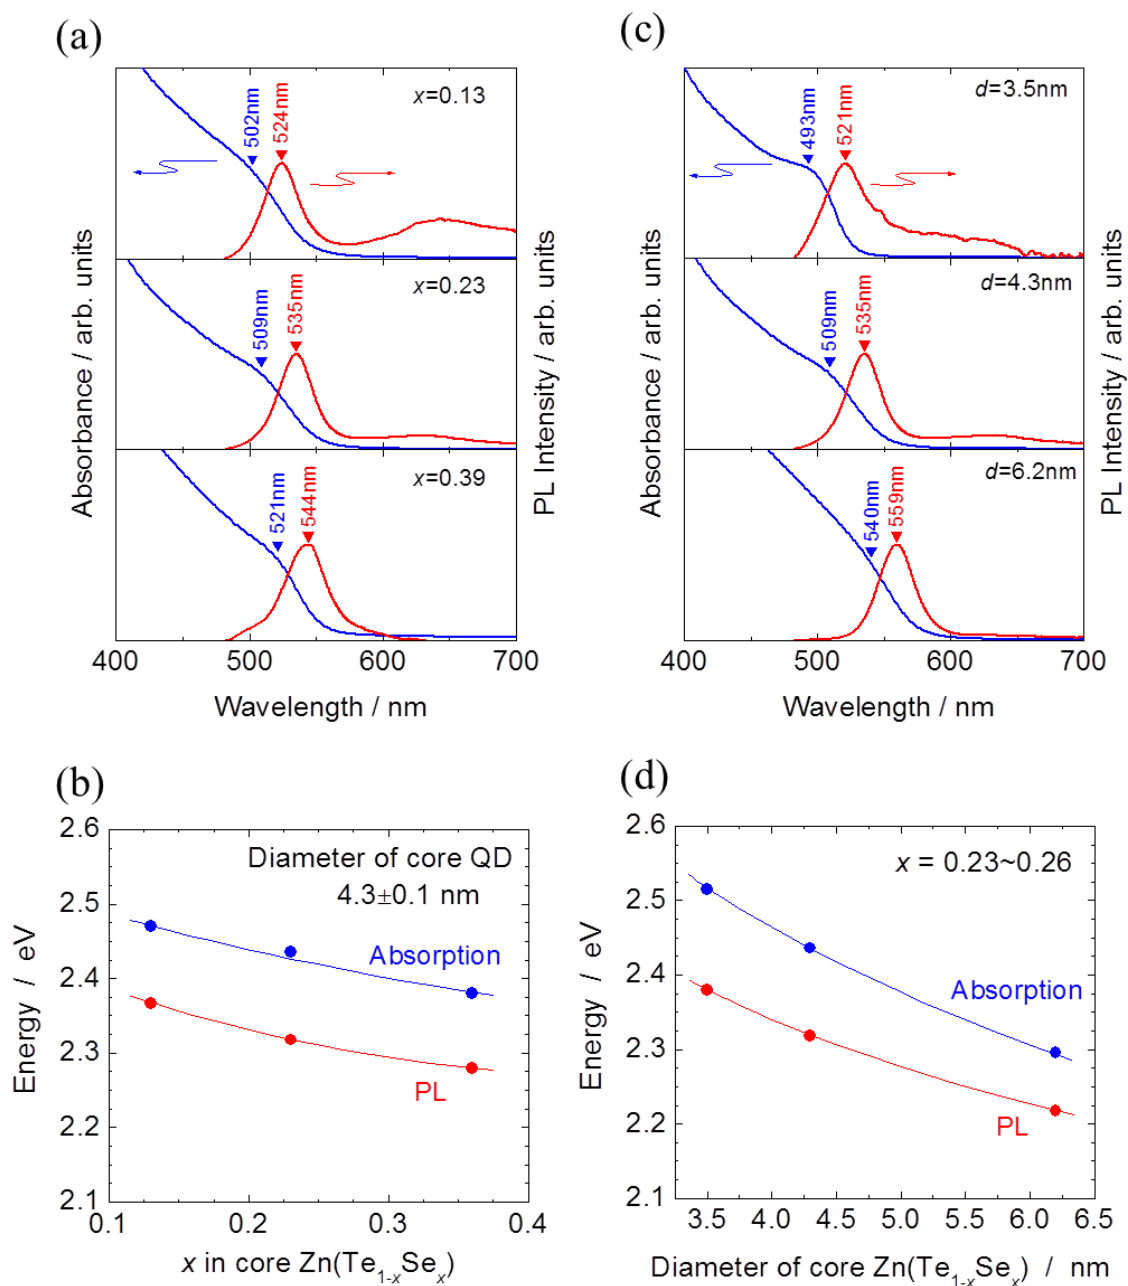 (a)
x=0.13
502nm
524nm
x=0.23
509nm
535nm
x=0.39
521nm
544nm
Absorbance / arb. units
PL Intensity / arb. units
400 500 600 700
Wavelength / nm
(c)
d=3.5nm
493nm
521nm
d=4.3nm
509nm
535nm
d=6.2nm
540nm
559nm
Absorbance / arb. units
PL Intensity / arb. units
400 500 600 700
Wavelength / nm
(b)
2.6
2.5
2.4
2.3
2.2
2.1
Energy / eV
Diameter of core QD
4.3±0.1 nm
Absorption
PL
0.1 0.2 0.3 0.4
x in core Zn(Te1-xSex)
(d)
2.6
2.5
2.4
2.3
2.2
2.1
Energy / eV
x = 0.23~0.26
Absorption
PL
3.5 4.0 4.5 5.0 5.5 6.0 6.5
Diameter of core Zn(Te1-xSex) / nm